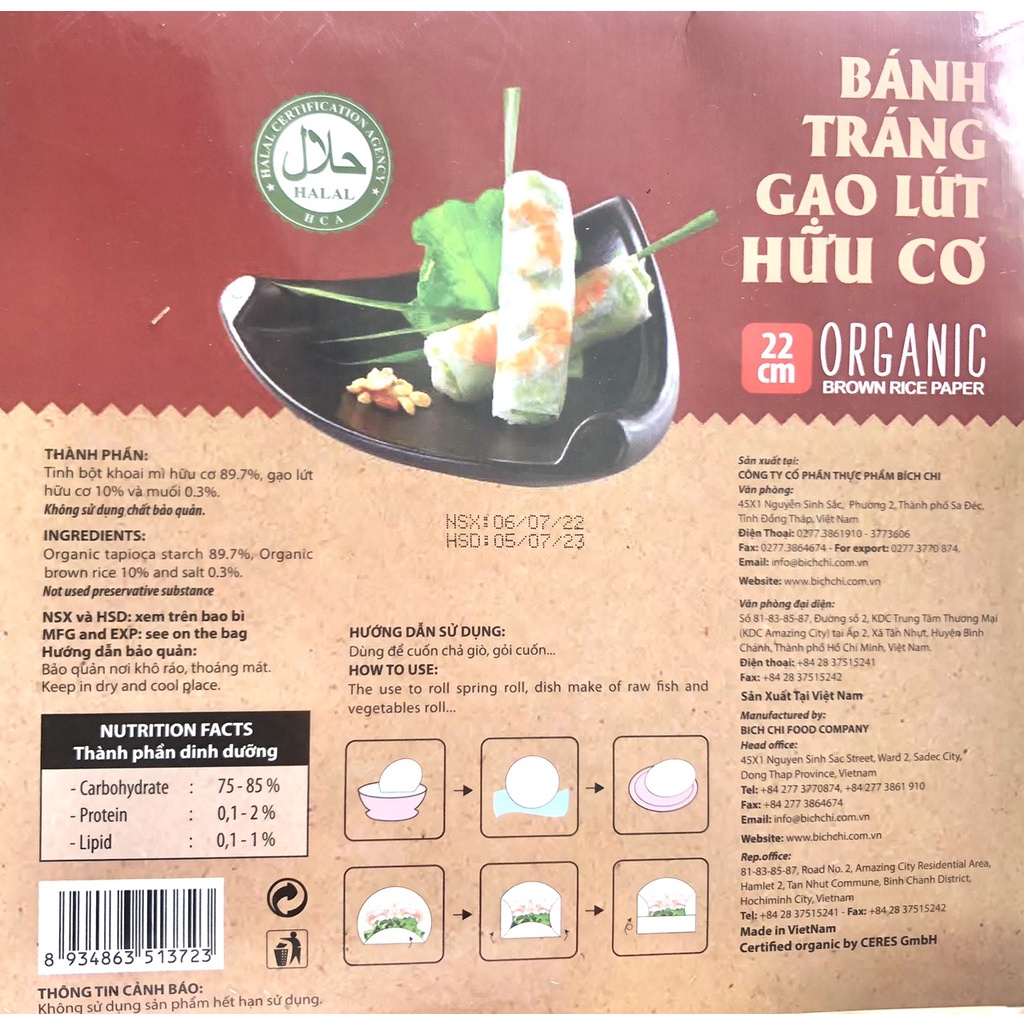 HALAL CERTIFICATION AGENCY
حلال
HALAL
HCA
BÁNH
TRÁNG
GẠO LÚT
HỮU CƠ
22
cm
ORGANIC
BROWN RICE PAPER
THÀNH PHẦN:
Tinh bột khoai mì hữu cơ 89.7%, gạo lứt
hữu cơ 10% và muối 0.3%.
Không sử dụng chất bảo quản.
INGREDIENTS:
Organic tapioca starch 89.7%, Organic
brown rice 10% and salt 0.3%.
Not used preservative substance
NSX và HSD: xem trên bao bì
MFG and EXP: see on the bag
Hướng dẫn bảo quản:
Bảo quản nơi khô ráo, thoáng mát.
Keep in dry and cool place.
NUTRITION FACTS
Thành phần dinh dưỡng
- Carbohydrate : 75 - 85 %
- Protein : 0,1 - 2 %
- Lipid : 0,1 - 1 %
8 934863 513723
THÔNG TIN CẢNH BÁO:
Không sử dụng sản phẩm hết hạn sử dụng.
NSX:06/07/22
HSD:05/07/23
HƯỚNG DẪN SỬ DỤNG:
Dùng để cuốn chả giò, gỏi cuốn...
HOW TO USE:
The use to roll spring roll, dish make of raw fish and
vegetables roll...
Sản xuất tại:
CÔNG TY CỔ PHẦN THỰC PHẨM BÍCH CHI
Văn phòng:
45X1 Nguyễn Sinh Sắc, Phường 2, Thành phố Sa Đéc,
Tỉnh Đồng Tháp, Việt Nam
Điện Thoại: 0277.3861910 - 3773606
Fax: 0277.3864674 - For export: 0277.3770 874.
Email: info@bichchi.com.vn
Website: www.bichchi.com.vn
Văn phòng đại diện:
Số 81-83-85-87, Đường số 2, KDC Trung Tâm Thương Mại
(KDC Amazing City) tại Ấp 2, Xã Tân Nhựt, Huyện Bình
Chánh, Thành phố Hồ Chí Minh, Việt Nam.
Điện thoại: +84 28 37515241
Fax: +84 28 37515242
Sản Xuất Tại Việt Nam
Manufactured by:
BICH CHI FOOD COMPANY
Head office:
45X1 Nguyen Sinh Sac Street, Ward 2, Sadec City,
Dong Thap Province, Vietnam
Tel: +84 277 3770874, +84 277 3861 910
Fax: +84 277 3864674
Email: info@bichchi.com.vn
Website: www.bichchi.com.vn
Rep.office:
81-83-85-87, Road No. 2, Amazing City Residential Area,
Hamlet 2, Tan Nhut Commune, Binh Chanh District,
Hochiminh City, Vietnam
Tel: +84 28 37515241 - Fax: +84 28 37515242
Made in VietNam
Certified organic by CERES GmbH